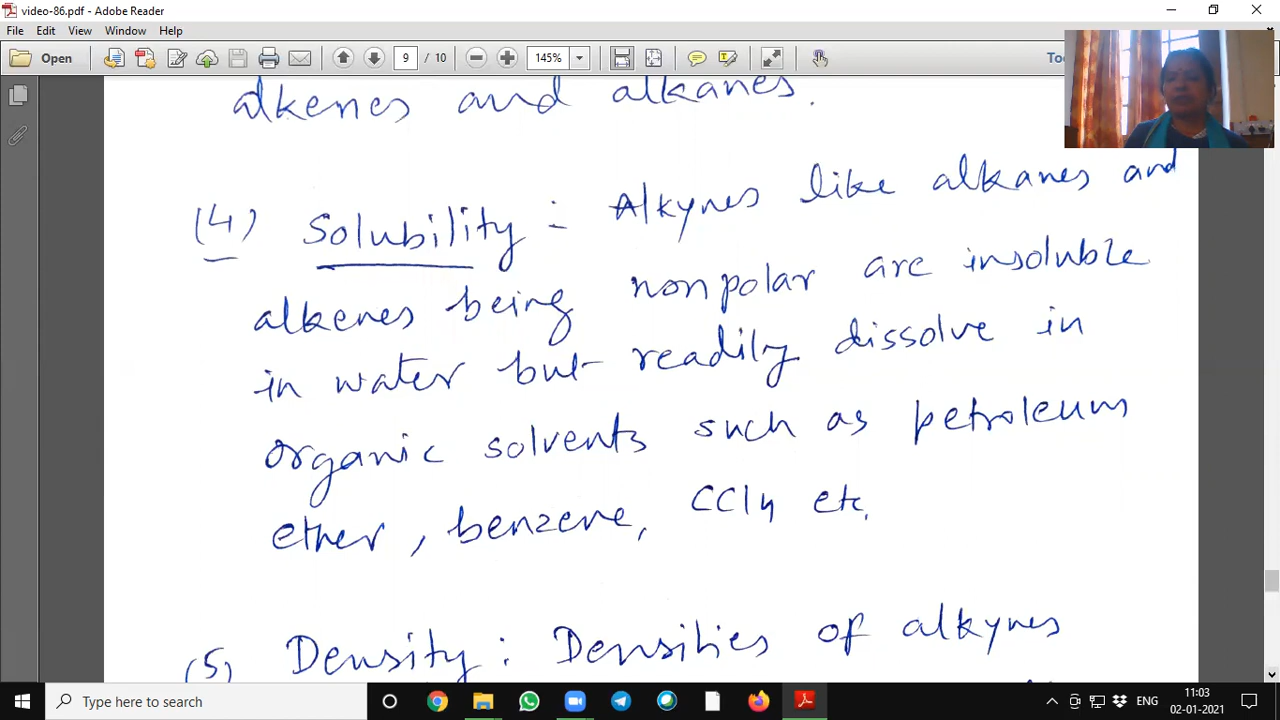 video-86.pdf - Adobe Reader
File Edit View Window Help
Open 9 / 10 145%
alkenes and alkanes.
(4) Solubility :- Alkynes like alkanes and
alkenes being nonpolar are insoluble
in water but readily dissolve in
organic solvents such as petroleum
ether, benzene, CCl4 etc.
(5) Density : Densities of alkynes
Type here to search
ENG
11:03
02-01-2021